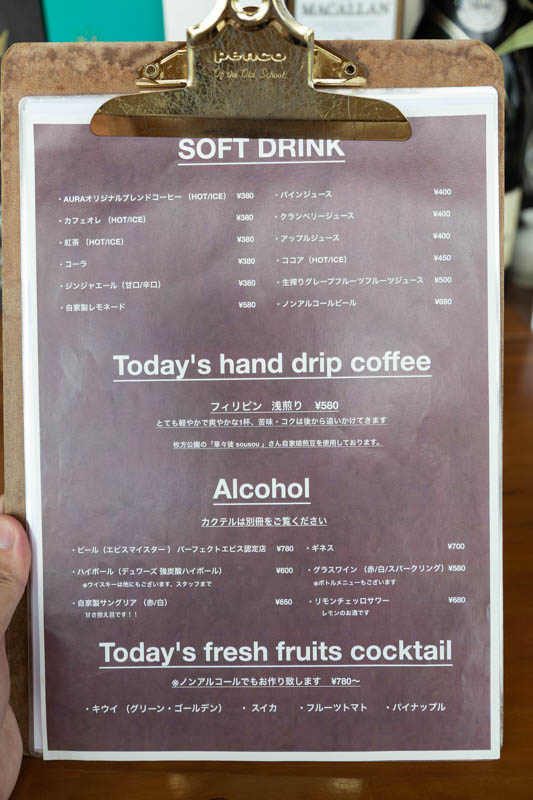 MACALLAN
penco
Of the Old School.
SOFT DRINK
・AURAオリジナルブレンドコーヒー（HOT/ICE） ¥380
・カフェオレ（HOT/ICE） ¥380
・紅茶（HOT/ICE） ¥380
・コーラ ¥380
・ジンジャエール（甘口/辛口） ¥380
・自家製レモネード ¥580
・パインジュース ¥400
・クランベリージュース ¥400
・アップルジュース ¥400
・ココア（HOT/ICE） ¥450
・生搾りグレープフルーツフルーツジュース ¥500
・ノンアルコールビール ¥680
Today's hand drip coffee
フィリピン 浅煎り ¥580
とても軽やかで爽やかな1杯、苦味・コクは後から追いかけてきます
枚方公園の「草々徒 sousou 」さん自家焙煎豆を使用しております。
Alcohol
カクテルは別冊をご覧ください
・ビール（エビスマイスター ） パーフェクトエビス認定店 ¥780
・ハイボール（デュワーズ 強炭酸ハイボール） ¥600
※ウイスキーは他にもございます、スタッフまで
・自家製サングリア（赤/白） ¥650
甘さ控え目です！！
・ギネス ¥700
・グラスワイン（赤/白/スパークリング）¥580
※ボトルメニューもございます
・リモンチェッロサワー ¥680
レモンのお酒です
Today's fresh fruits cocktail
※ノンアルコールでもお作り致します ¥780〜
・キウイ（グリーン・ゴールデン） ・スイカ ・フルーツトマト ・パイナップル